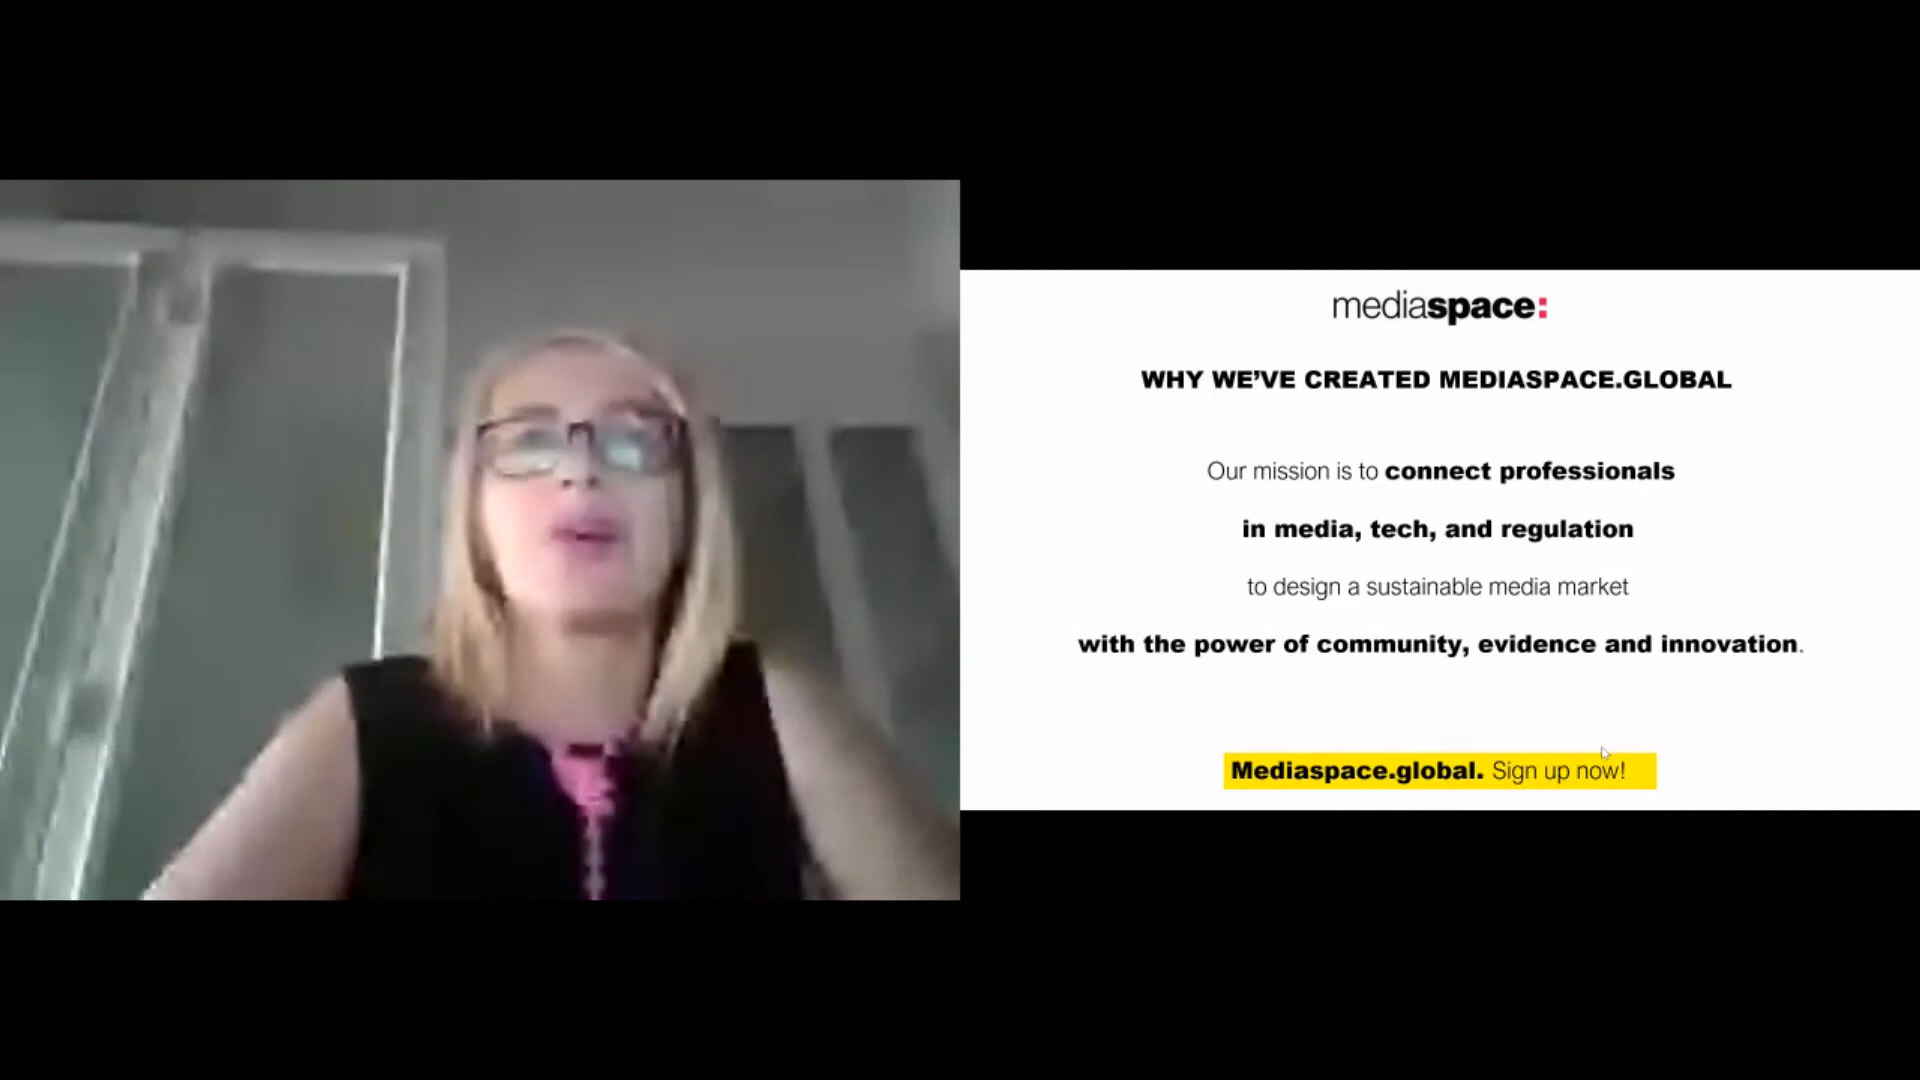 mediaspace:
WHY WE'VE CREATED MEDIASPACE.GLOBAL
Our mission is to connect professionals
in media, tech, and regulation
to design a sustainable media market
with the power of community, evidence and innovation.
Mediaspace.global. Sign up now!